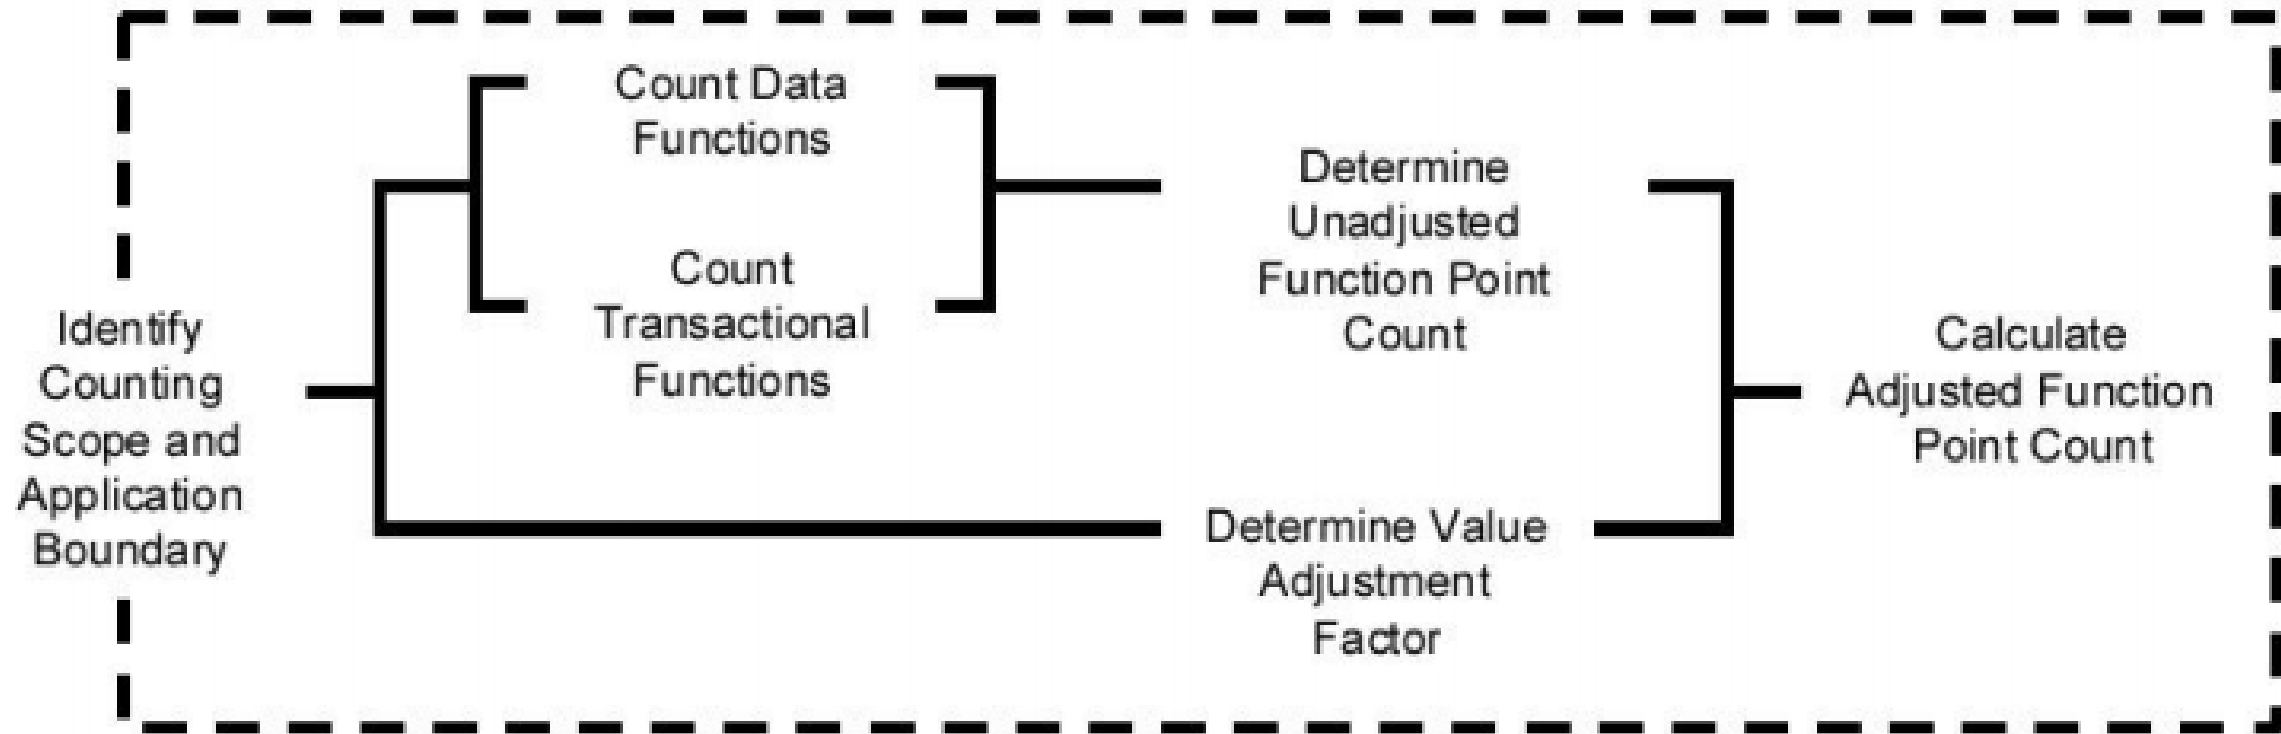 Count Data
Functions
Count
Transactional
Functions
Identify
Counting
Scope and
Application
Boundary
Determine
Unadjusted
Function Point
Count
Determine Value
Adjustment
Factor
Calculate
Adjusted Function
Point Count